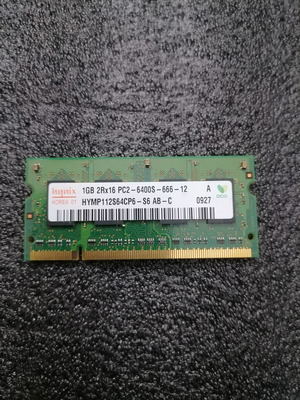 hynix
KOREA 01
1GB 2Rx16 PC2-6400S-666-12
HYMP112S64CP6-S6 AB-C
A
0927